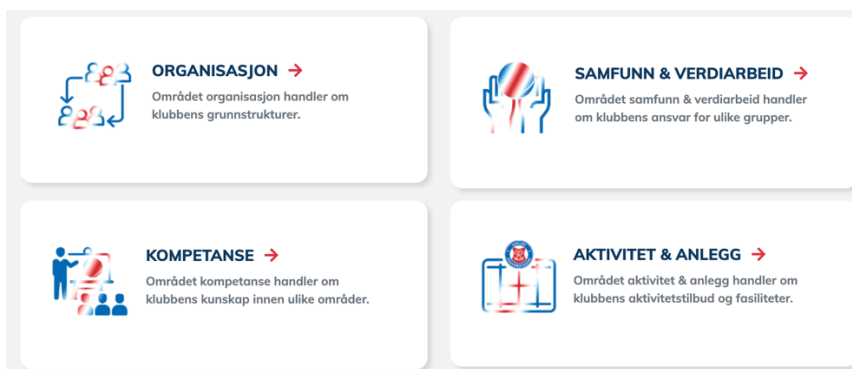 ORGANISASJON →
Området organisasjon handler om
klubbens grunnstrukturer.
SAMFUNN & VERDIARBEID →
Området samfunn & verdiarbeid handler
om klubbens ansvar for ulike grupper.
KOMPETANSE →
Området kompetanse handler om
klubbens kunskap innen ulike områder.
AKTIVITET & ANLEGG →
Området aktivitet & anlegg handler om
klubbens aktivitetstilbud og fasiliteter.